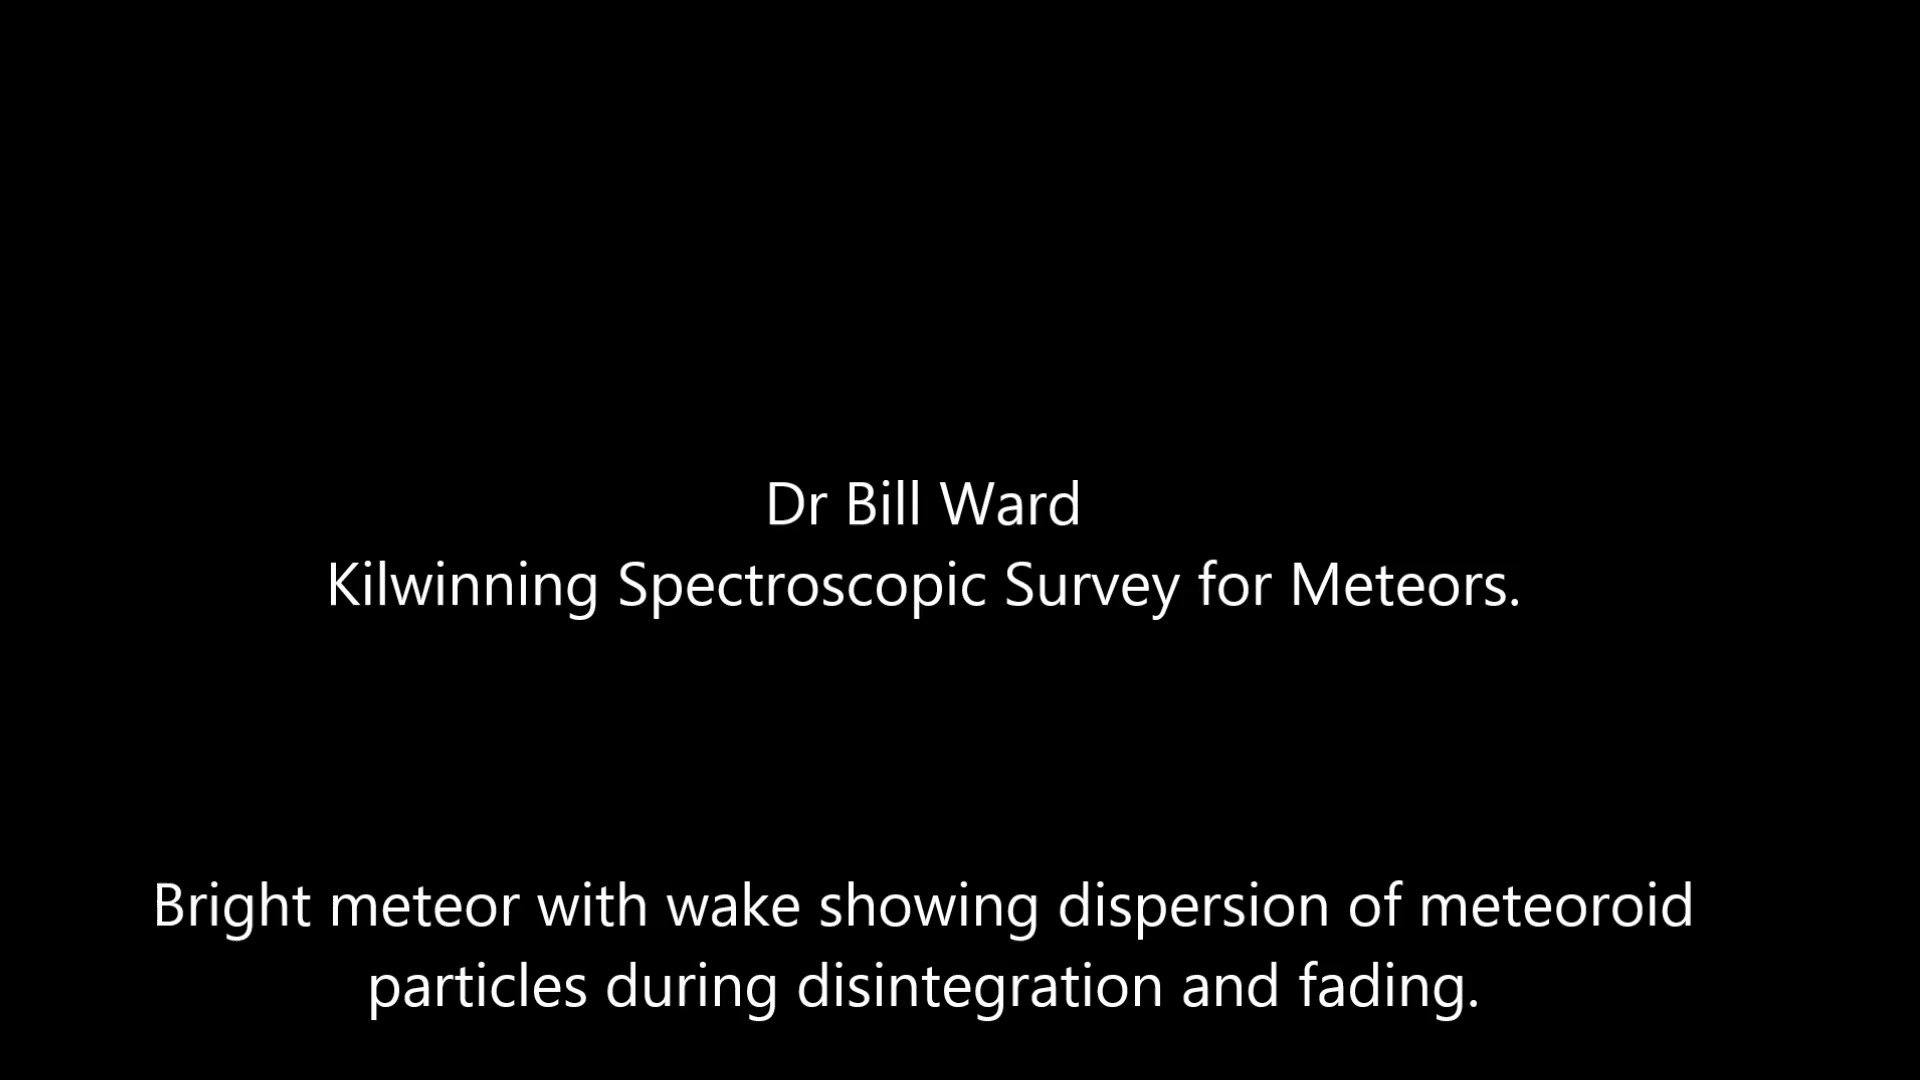 Dr Bill Ward
Kilwinning Spectroscopic Survey for Meteors.
Bright meteor with wake showing dispersion of meteoroid
particles during disintegration and fading.